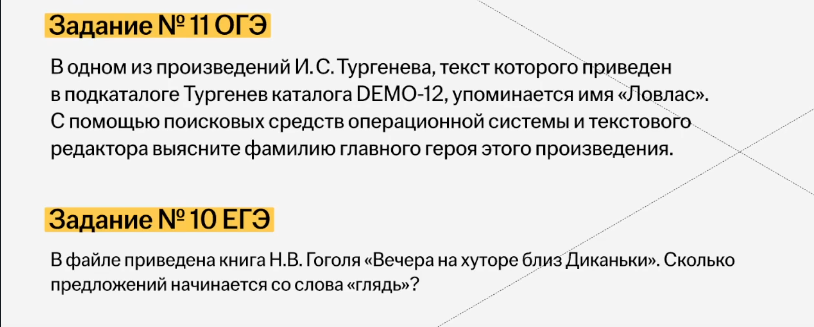 Задание № 11 ОГЭ
В одном из произведений И. С. Тургенева, текст которого приведен
в подкаталоге Тургенев каталога DEMO-12, упоминается имя «Ловлас».
С помощью поисковых средств операционной системы и текстового
редактора выясните фамилию главного героя этого произведения.
Задание № 10 ЕГЭ
В файле приведена книга Н.В. Гоголя «Вечера на хуторе близ Диканьки». Сколько
предложений начинается со слова «глядь»?